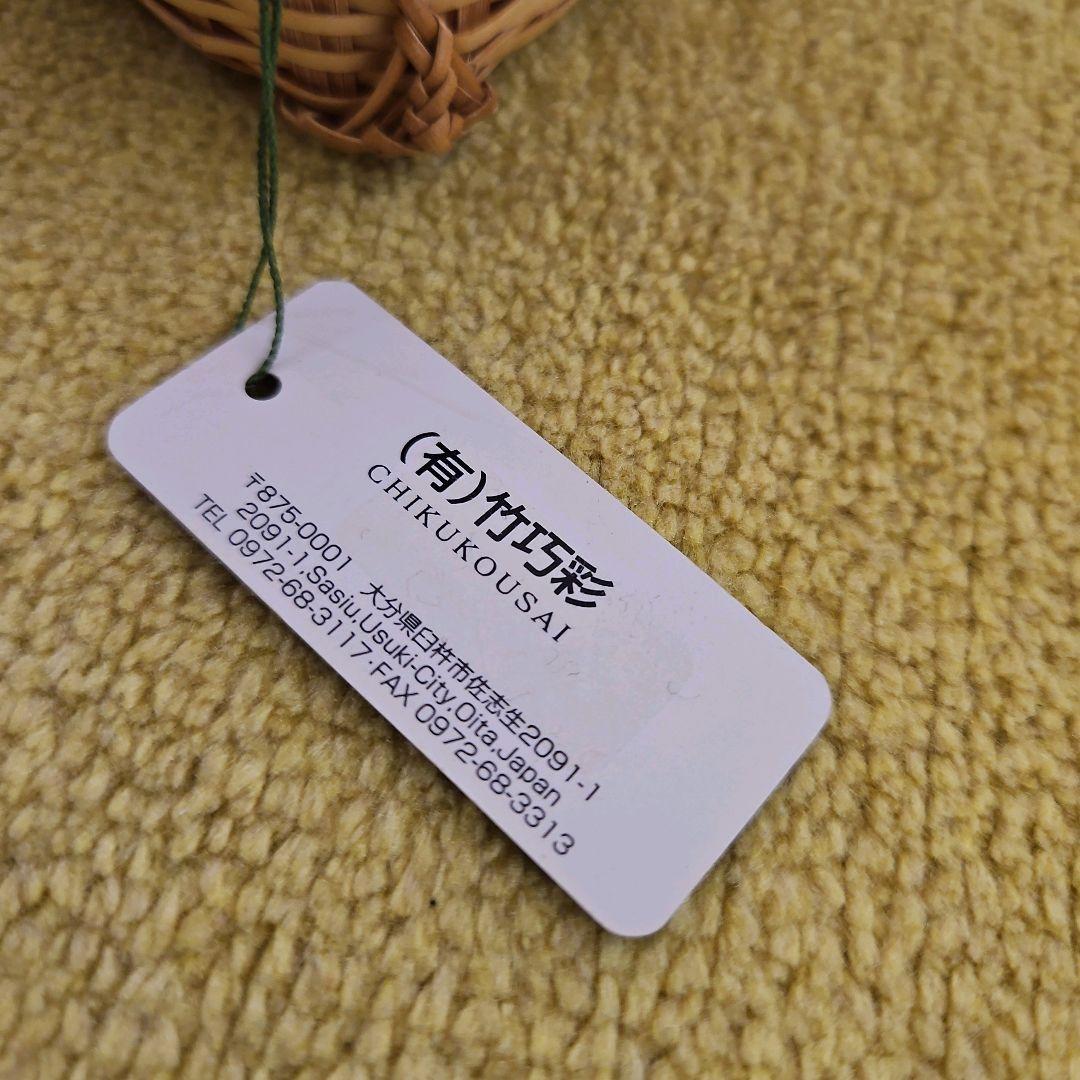 (有)竹巧彩
CHIKUKOUSAI
〒875-0001 大分県臼杵市佐志生2091-1
2091-1,Sasiu,Usuki-City,Oita,Japan
TEL 0972-68-3117・FAX 0972-68-3313